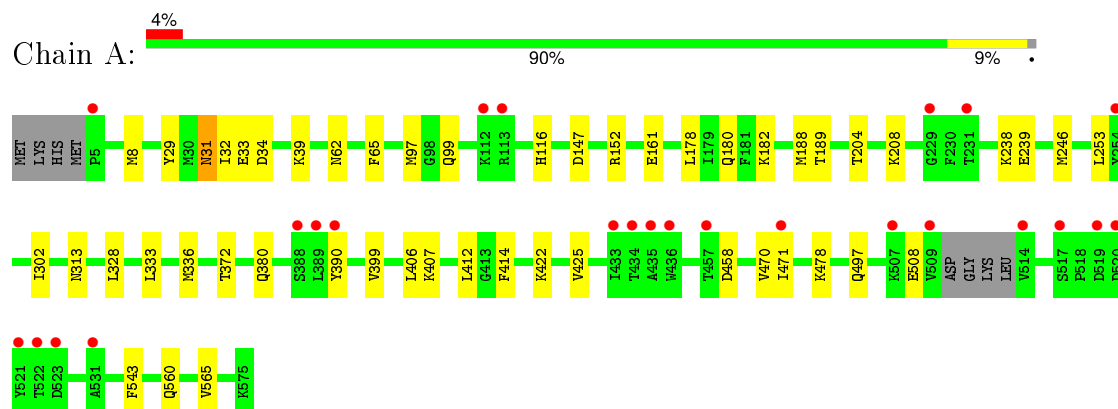 4%
Chain A:
90% 9% •
MET LYS HIS MET P5 M8 Y29 M30 N31 I32 E33 D34 K39 N62 F65 M97 G98 Q99 K112 R113 H116 D147 R152 E161 L178 I179 Q180 F181 K182 M188 T189 T204 K208 G229 F230 T231 K238 E239 M246 L253 Y254
I302 N313 L328 L333 M336 T372 Q380 S388 L389 Y390 V399 L406 K407 L412 G413 F414 K422 V425 I433 T434 A435 W436 T457 D458 V470 I471 K478 Q497 K507 E508 V509 ASP GLY LYS LEU V514 S517 P518 D519 D520
Y521 T522 D523 A531 F543 Q560 V565 K575